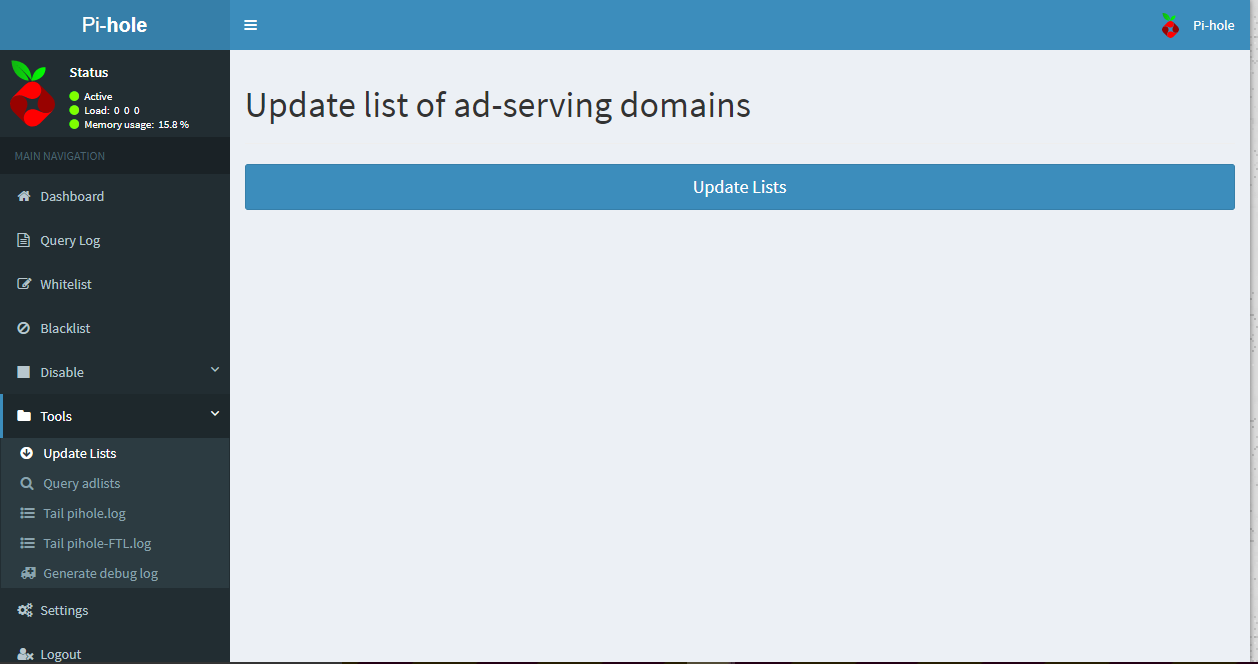 Pi-hole
Pi-hole
Status
Active
Load: 0 0 0
Memory usage: 15.8 %
MAIN NAVIGATION
Dashboard
Query Log
Whitelist
Blacklist
Disable
Tools
Update Lists
Query adlists
Tail pihole.log
Tail pihole-FTL.log
Generate debug log
Settings
Logout
Update list of ad-serving domains
Update Lists